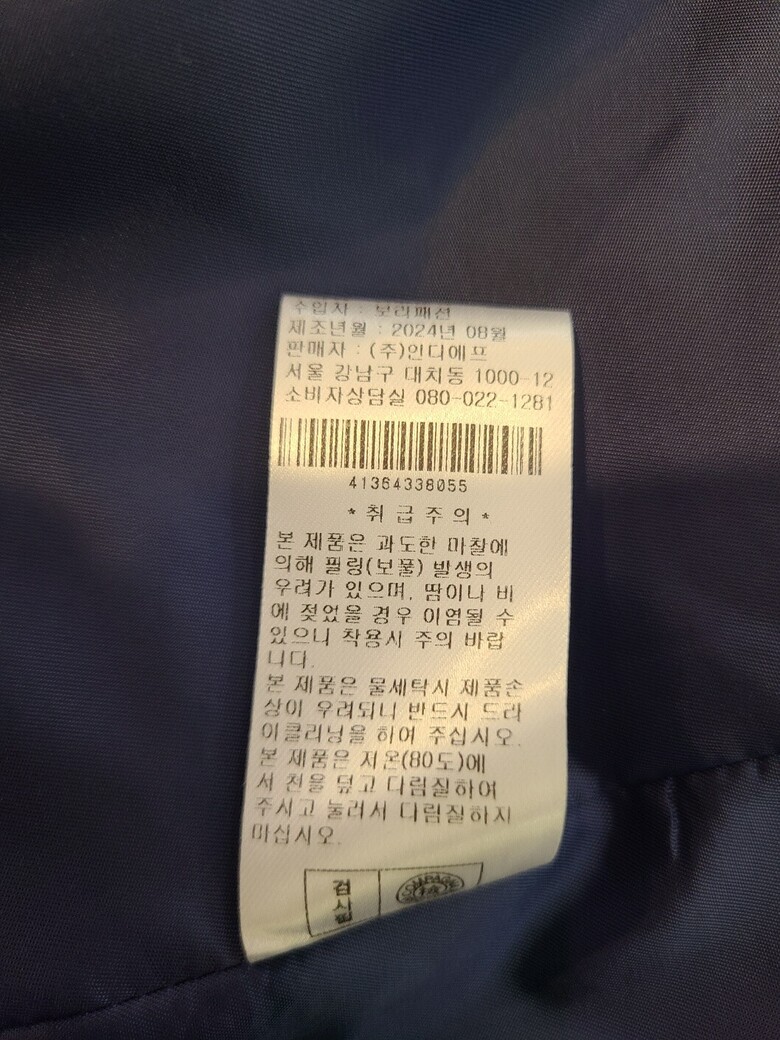 수입자 : 보라패션
제조년월 : 2024년 08월
판매자 : (주)인디에프
서울 강남구 대치동 1000-12
소비자상담실 080-022-1281
41364338055
* 취 급 주 의 *
본 제품은 과도한 마찰에
의해 필링(보풀) 발생의
우려가 있으며, 땀이나 비
에 젖었을 경우 이염될 수
있으니 착용시 주의 바랍
니다.
본 제품은 물세탁시 제품손
상이 우려되니 반드시 드라
이클리닝을 하여 주십시오.
본 제품은 저온(80도)에
서 천을 덮고 다림질하여
주시고 눌러서 다림질하지
마십시오.
검사필